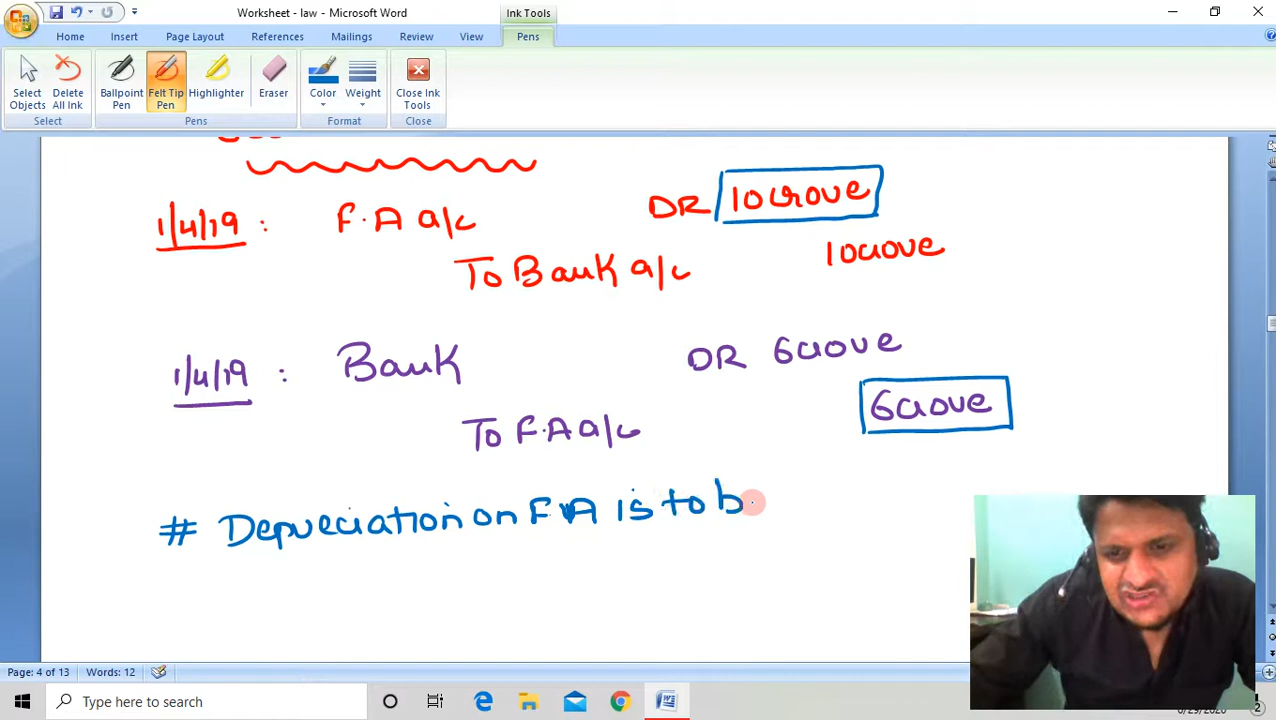 Worksheet - law - Microsoft Word
Ink Tools
Home Insert Page Layout References Mailings Review View Pens
Select Objects Delete All Ink Ballpoint Pen Felt Tip Pen Highlighter Eraser Color Weight Close Ink Tools
Select Pens Format Close
1/4/19 : F.A a/c DR 10crore
To Bank a/c 10crore
1/4/19 : Bank DR 6crore
To F.A a/c 6crore
# Depreciation on F.A is to b
Page: 4 of 13 Words: 12
Type here to search